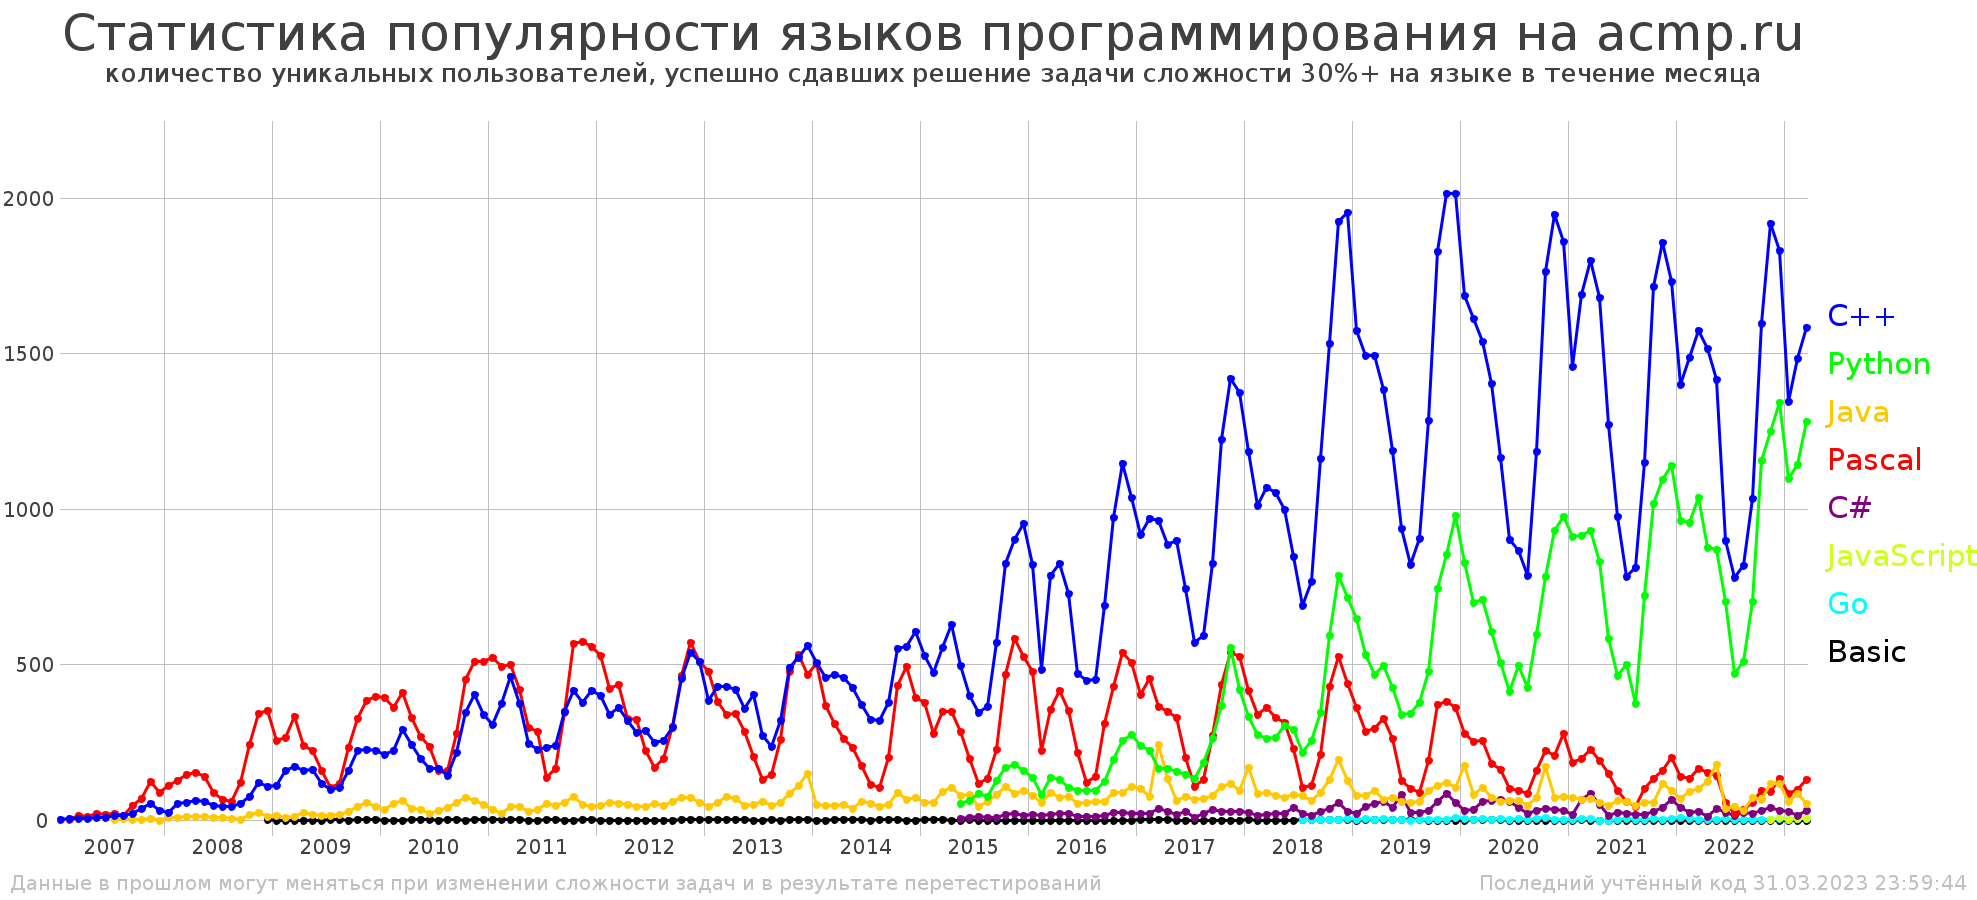 Статистика популярности языков программирования на acmp.ru
количество уникальных пользователей, успешно сдавших решение задачи сложности 30%+ на языке в течение месяца
2000
1500
1000
500
0
C++
Python
Java
Pascal
C#
JavaScript
Go
Basic
2007 2008 2009 2010 2011 2012 2013 2014 2015 2016 2017 2018 2019 2020 2021 2022
Данные в прошлом могут меняться при изменении сложности задач и в результате перетестирований
Последний учтённый код 31.03.2023 23:59:44